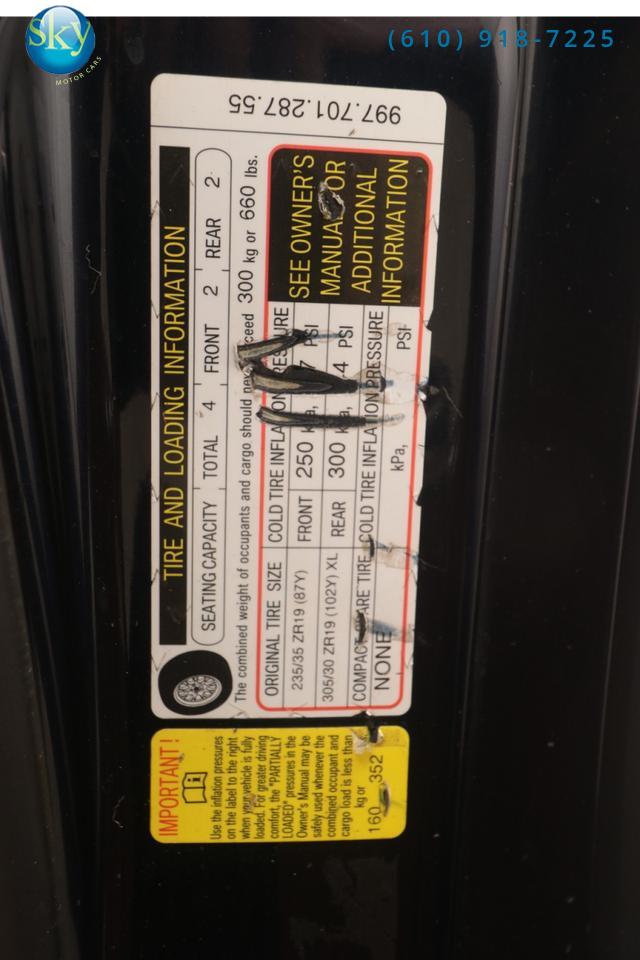 Sky
MOTOR CARS
(610) 918-7225
997.701.287.55
TIRE AND LOADING INFORMATION
SEATING CAPACITY TOTAL 4 FRONT 2 REAR 2
The combined weight of occupants and cargo should exceed 300 kg or 660 lbs.
ORIGINAL TIRE SIZE COLD TIRE INFLATION PRESSURE
235/35 ZR19 (87Y) FRONT 250 kPa, PSI
305/30 ZR19 (102Y) XL REAR 300 kPa, PSI
COMPACT SPARE TIRE COLD TIRE INFLATION PRESSURE
NONE kPa, PSI
SEE OWNER'S
MANUAL FOR
ADDITIONAL
INFORMATION
IMPORTANT!
Use the inflation pressures
on the label to the right
when your vehicle is fully
loaded. For greater driving
comfort, the "PARTIALLY
LOADED" pressures in the
Owner's Manual may be
safely used whenever the
combined occupant and
cargo load is less than
kg or
160 352